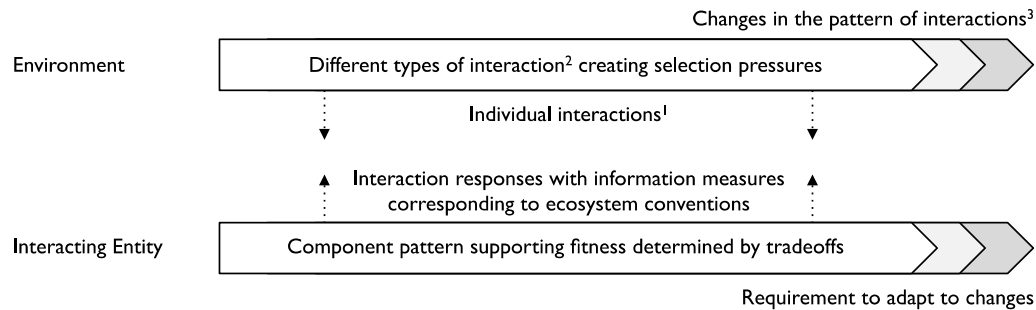 Changes in the pattern of interactions³
Environment
Different types of interaction² creating selection pressures
Individual interactions¹
Interaction responses with information measures
corresponding to ecosystem conventions
Interacting Entity
Component pattern supporting fitness determined by tradeoffs
Requirement to adapt to changes